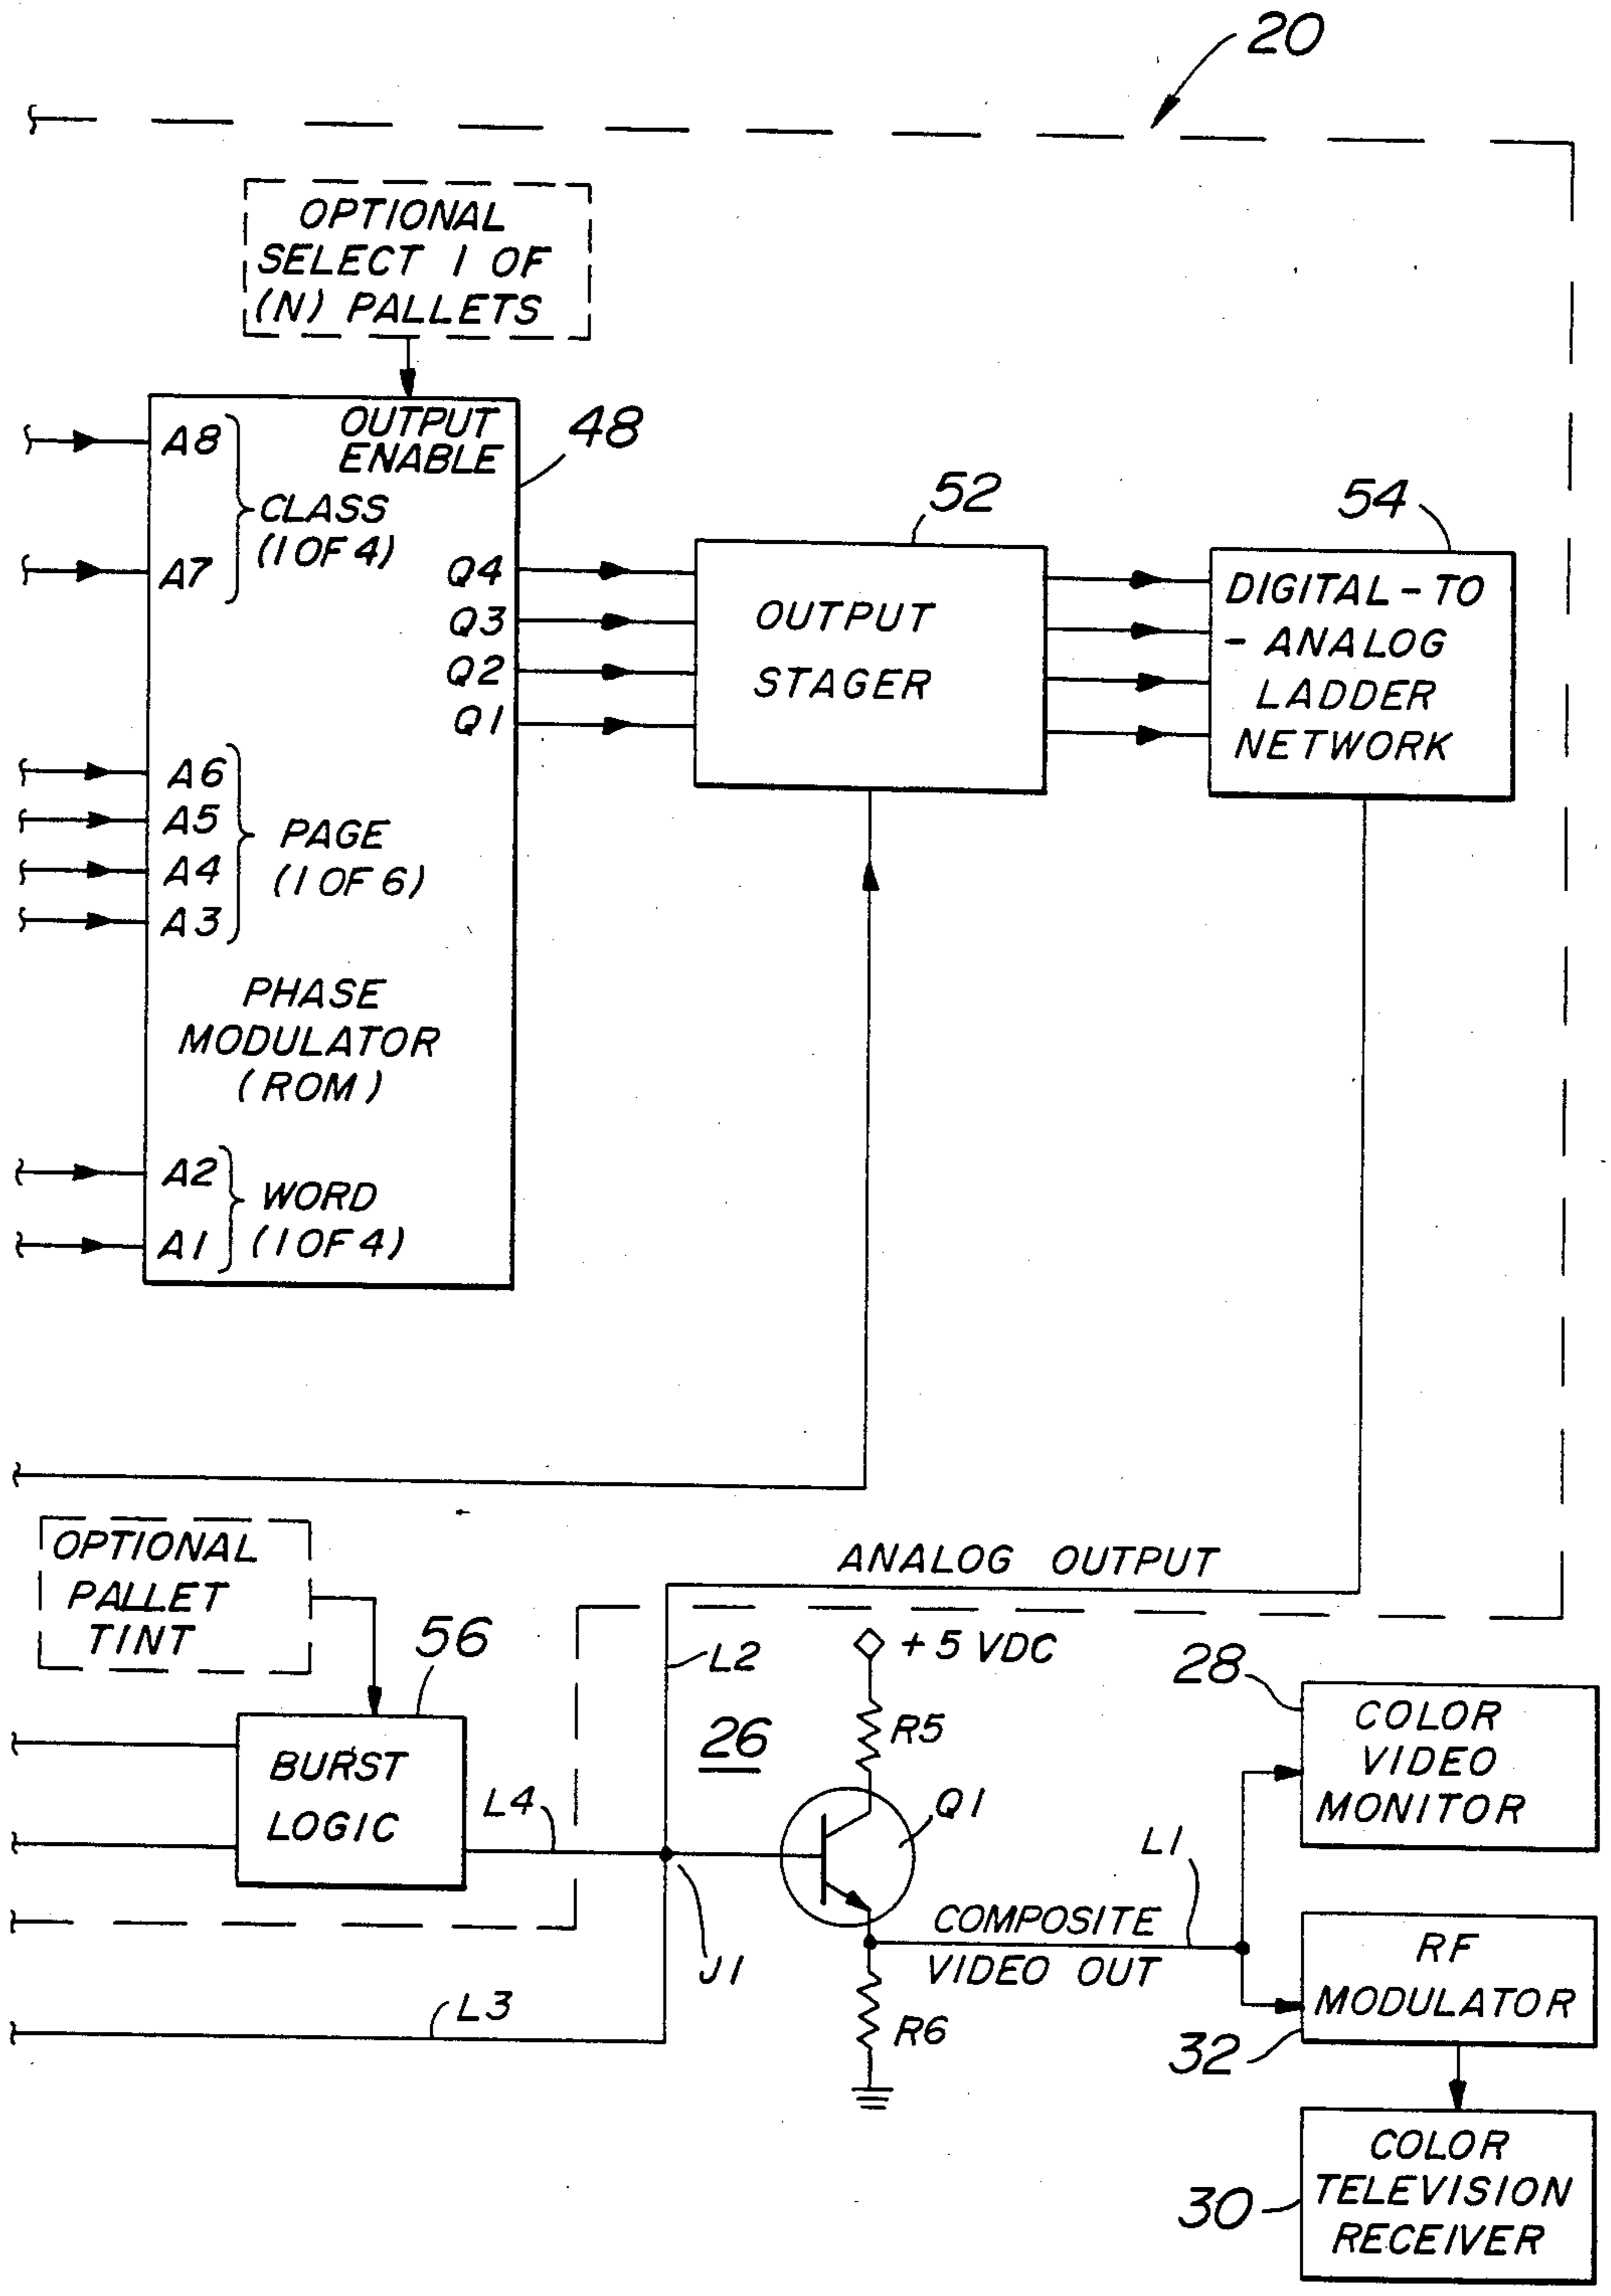 20
OPTIONAL
SELECT 1 OF
(N) PALLETS
A8
OUTPUT
ENABLE
48
CLASS
(1 OF 4)
A7
Q4
Q3
Q2
Q1
52
OUTPUT
STAGER
54
DIGITAL-TO
-ANALOG
LADDER
NETWORK
A6
A5
A4
A3
PAGE
(1 OF 6)
PHASE
MODULATOR
(ROM)
A2
WORD
(1 OF 4)
A1
OPTIONAL
PALLET
TINT
ANALOG OUTPUT
56
L2
+5 VDC
28
26
R5
COLOR
VIDEO
MONITOR
BURST
LOGIC
L4
Q1
L1
J1
COMPOSITE
VIDEO OUT
RF
MODULATOR
L3
R6
32
COLOR
TELEVISION
RECEIVER
30